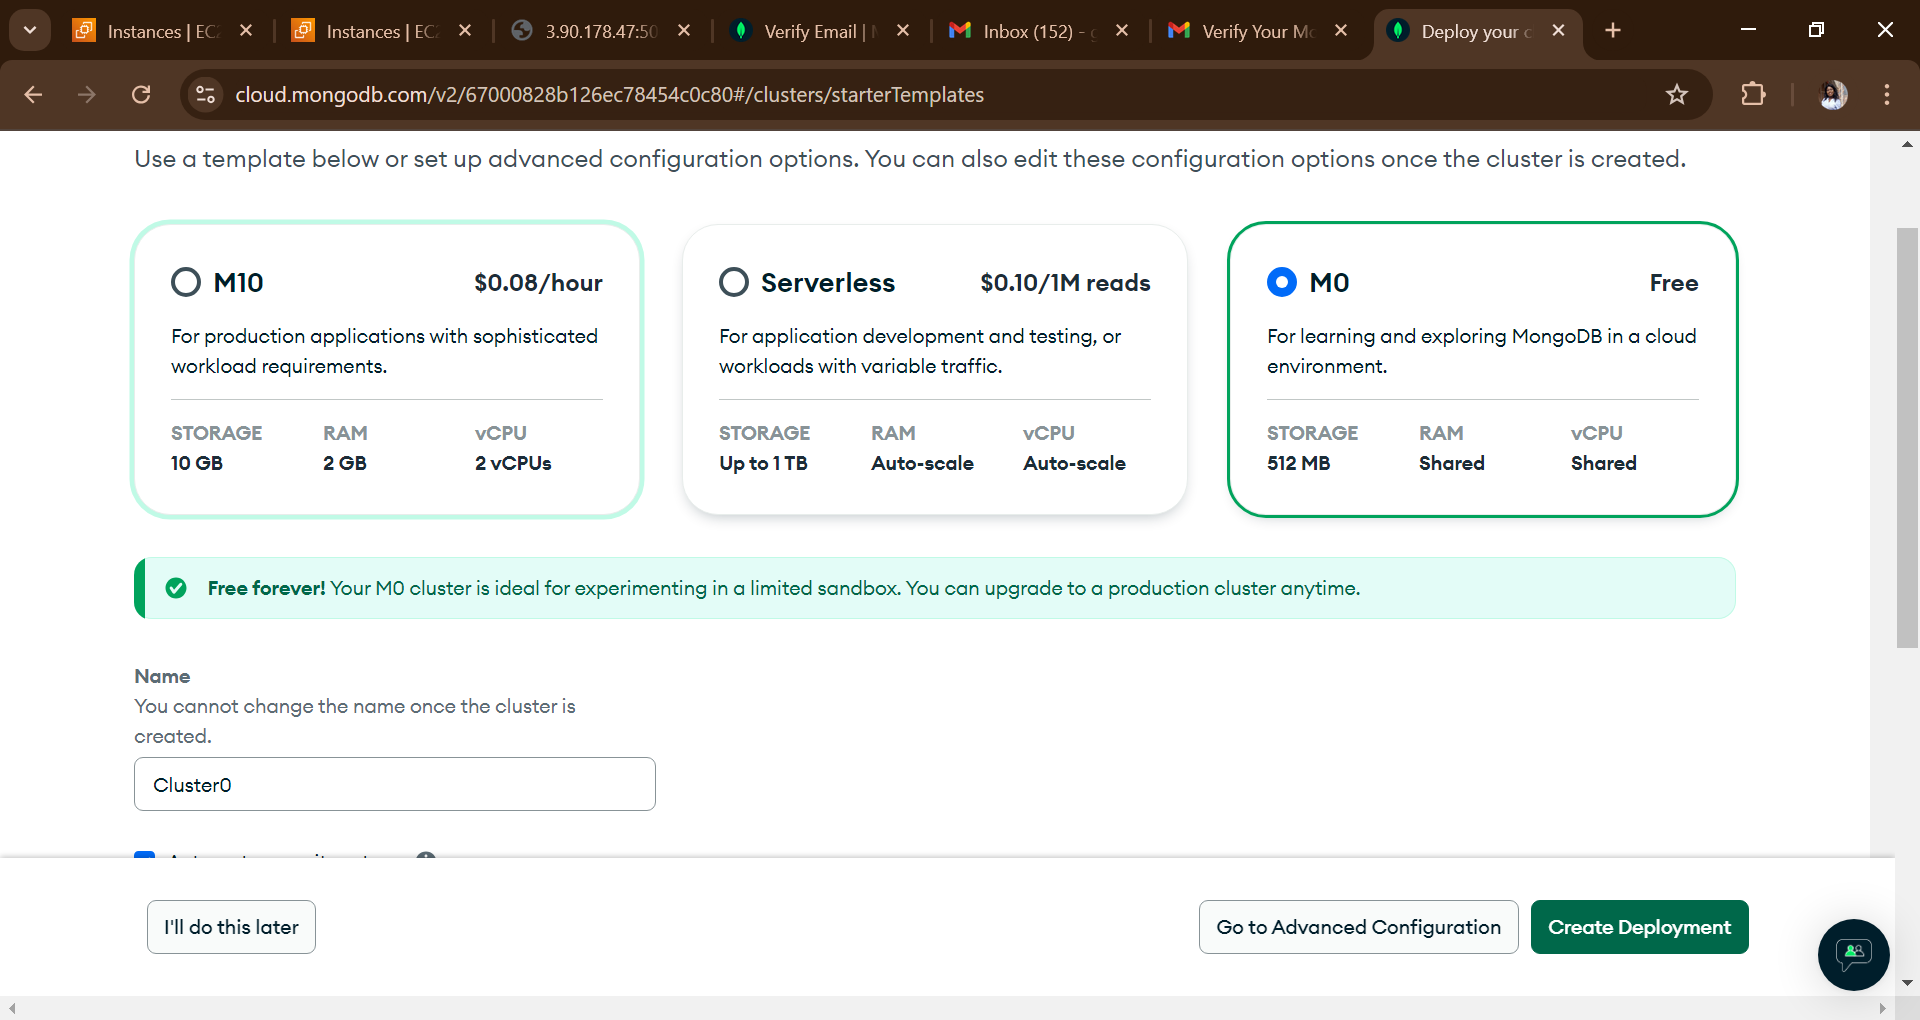 Instances | EC
Instances | EC2
3.90.178.47:50
Verify Email |
Inbox (152) -
Verify Your Mo
Deploy your c
cloud.mongodb.com/v2/67000828b126ec78454c0c80#/clusters/starterTemplates
Use a template below or set up advanced configuration options. You can also edit these configuration options once the cluster is created.
M10 $0.08/hour
For production applications with sophisticated
workload requirements.
STORAGE RAM vCPU
10 GB 2 GB 2 vCPUs
Serverless $0.10/1M reads
For application development and testing, or
workloads with variable traffic.
STORAGE RAM vCPU
Up to 1 TB Auto-scale Auto-scale
M0 Free
For learning and exploring MongoDB in a cloud
environment.
STORAGE RAM vCPU
512 MB Shared Shared
Free forever! Your M0 cluster is ideal for experimenting in a limited sandbox. You can upgrade to a production cluster anytime.
Name
You cannot change the name once the cluster is
created.
Cluster0
I'll do this later
Go to Advanced Configuration
Create Deployment